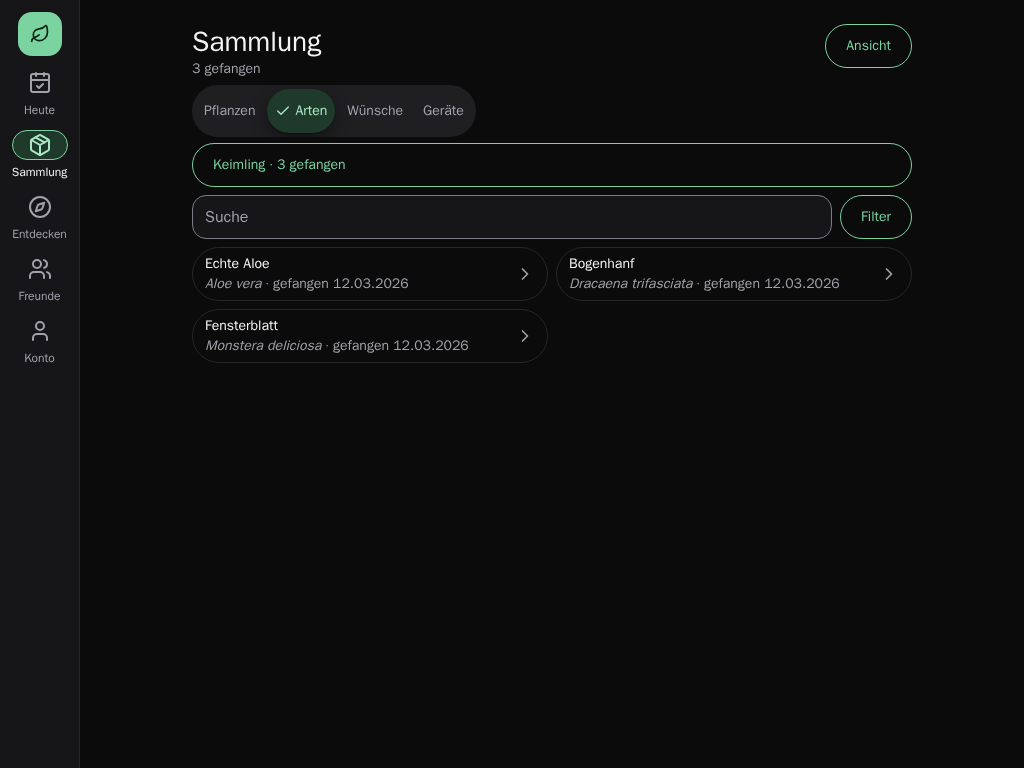 Heute
Sammlung
Entdecken
Freunde
Konto
Sammlung
3 gefangen
Ansicht
Pflanzen
Arten
Wünsche
Geräte
Keimling · 3 gefangen
Suche
Filter
Echte Aloe
Aloe vera · gefangen 12.03.2026
Bogenhanf
Dracaena trifasciata · gefangen 12.03.2026
Fensterblatt
Monstera deliciosa · gefangen 12.03.2026